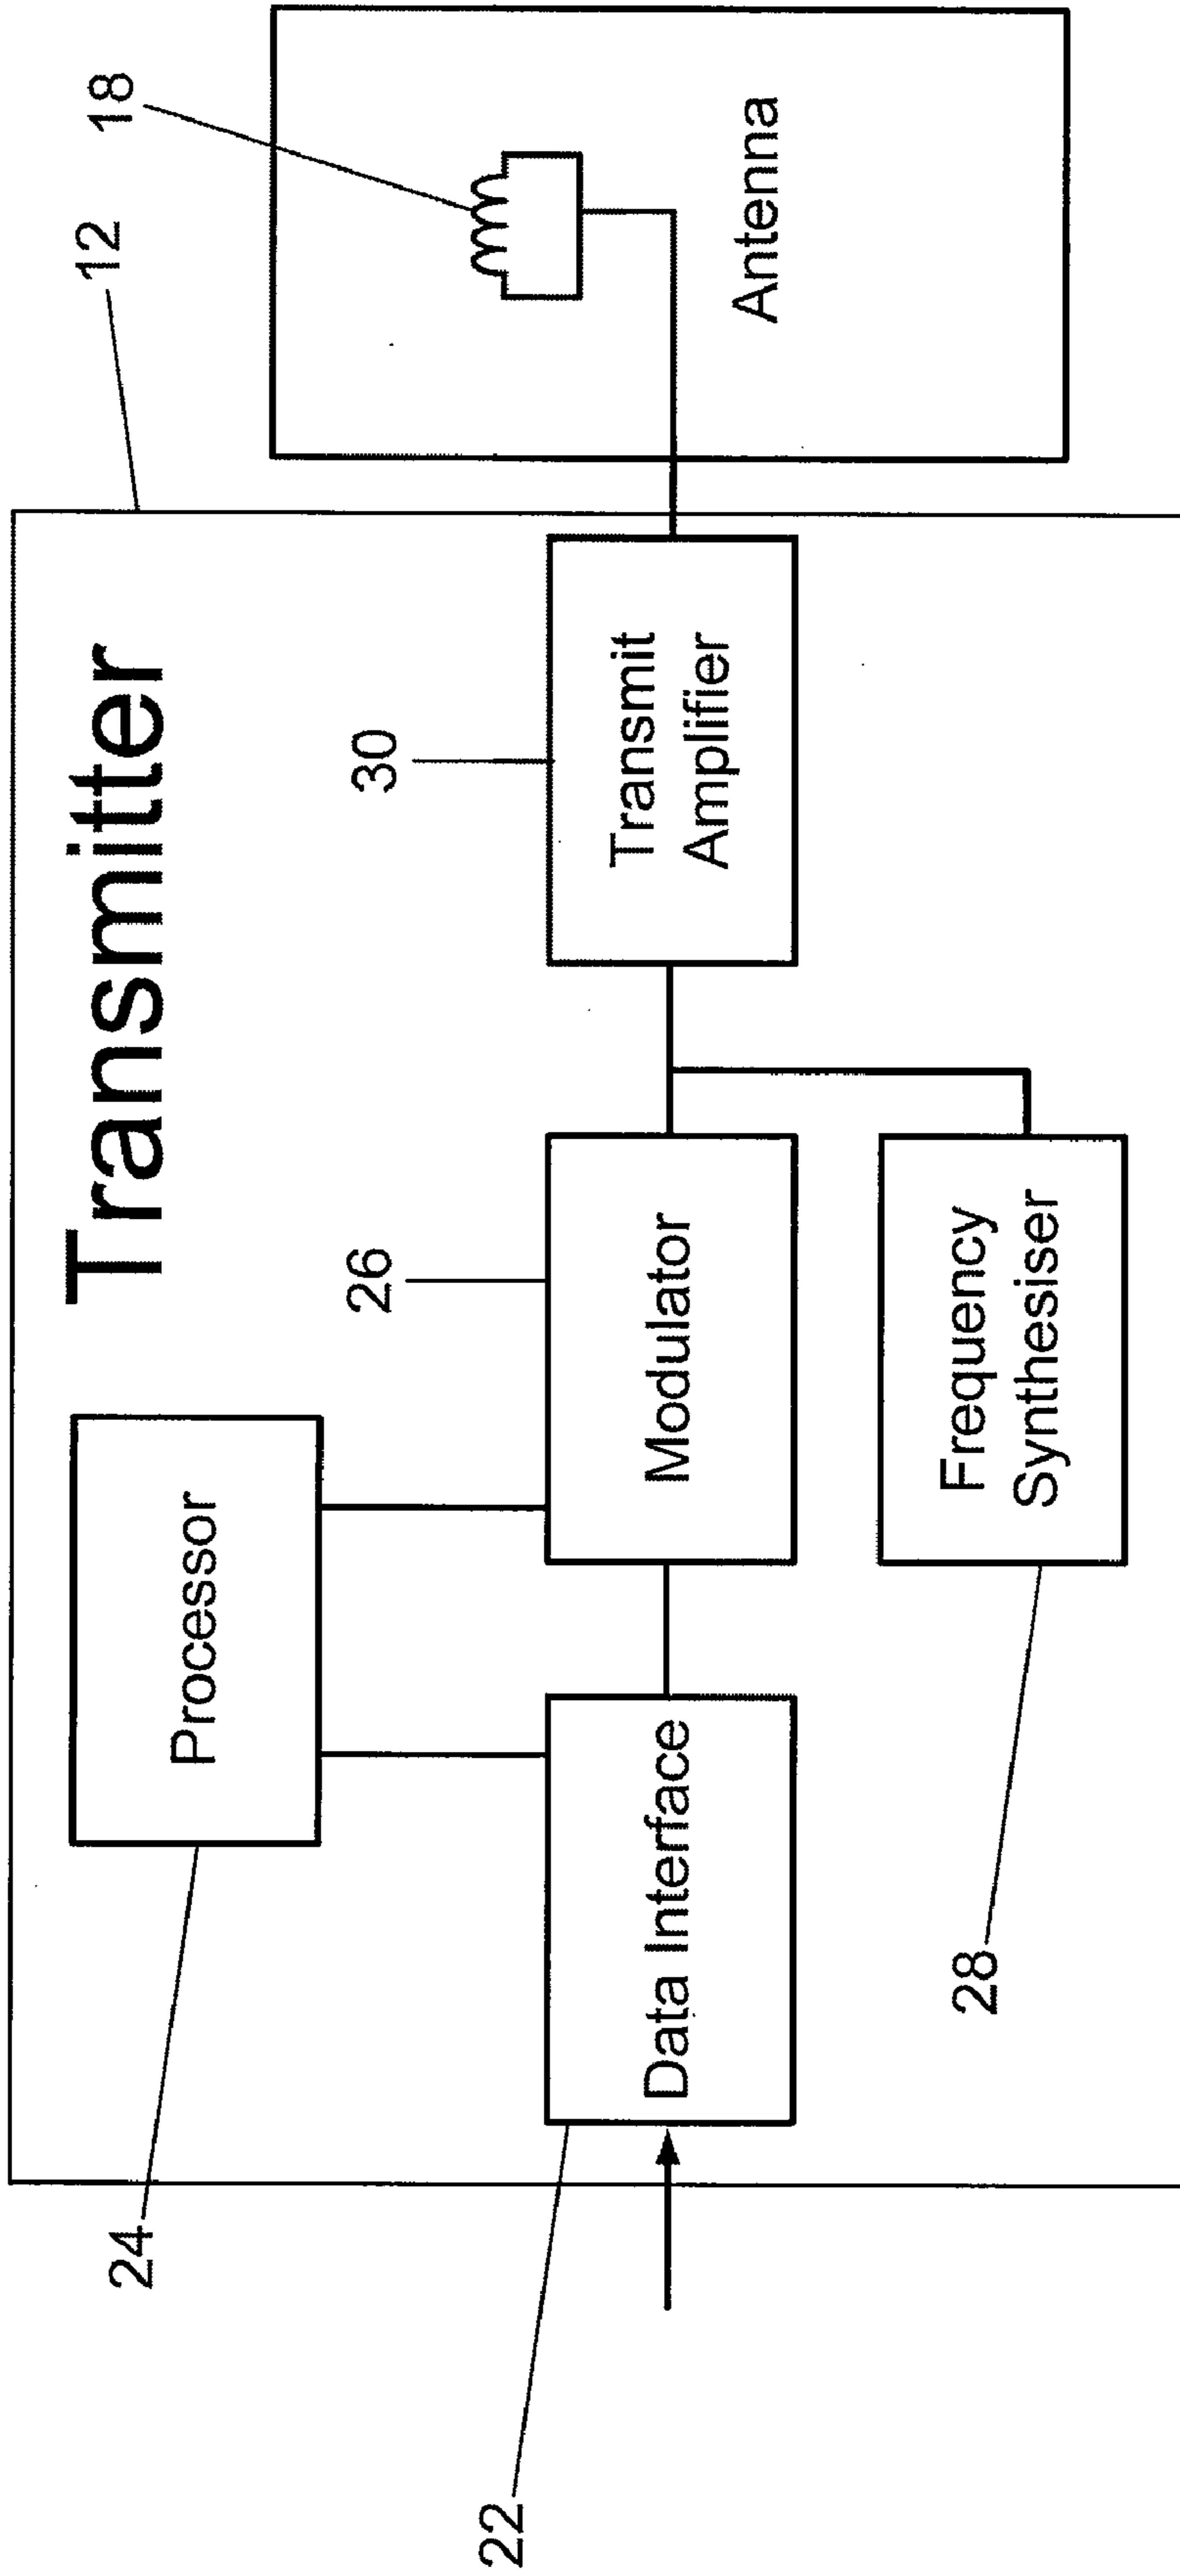 Transmitter
12
18
24
Processor
26
30
22
Data Interface
Modulator
Transmit
Amplifier
Antenna
28
Frequency
Synthesiser